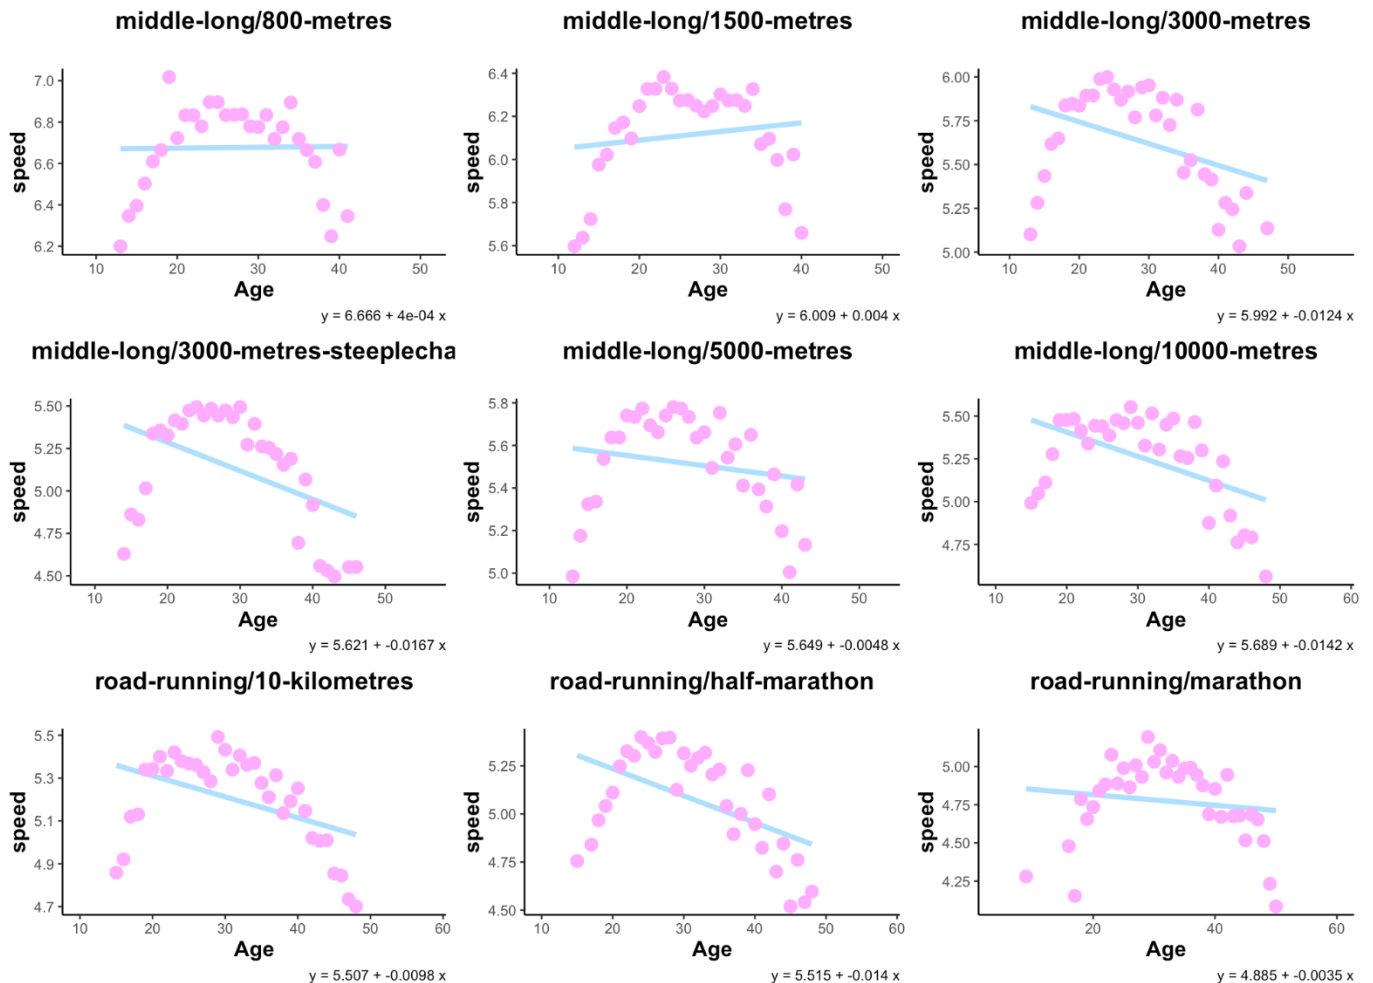 middle-long/800-metres
middle-long/1500-metres
middle-long/3000-metres
7.0
6.8
6.6
6.4
6.2
speed
10 20 30 40 50
Age
y = 6.666 + 4e-04 x
6.4
6.2
6.0
5.8
5.6
speed
10 20 30 40 50
Age
y = 6.009 + 0.004 x
6.00
5.75
5.50
5.25
5.00
speed
10 20 30 40 50
Age
y = 5.992 + -0.0124 x
middle-long/3000-metres-steeplecha
middle-long/5000-metres
middle-long/10000-metres
5.50
5.25
5.00
4.75
4.50
speed
10 20 30 40 50
Age
y = 5.621 + -0.0167 x
5.8
5.6
5.4
5.2
5.0
speed
10 20 30 40 50
Age
y = 5.649 + -0.0048 x
5.50
5.25
5.00
4.75
speed
10 20 30 40 50 60
Age
y = 5.689 + -0.0142 x
road-running/10-kilometres
road-running/half-marathon
road-running/marathon
5.5
5.3
5.1
4.9
4.7
speed
10 20 30 40 50 60
Age
y = 5.507 + -0.0098 x
5.25
5.00
4.75
4.50
speed
10 20 30 40 50 60
Age
y = 5.515 + -0.014 x
5.00
4.75
4.50
4.25
speed
20 40 60
Age
y = 4.885 + -0.0035 x